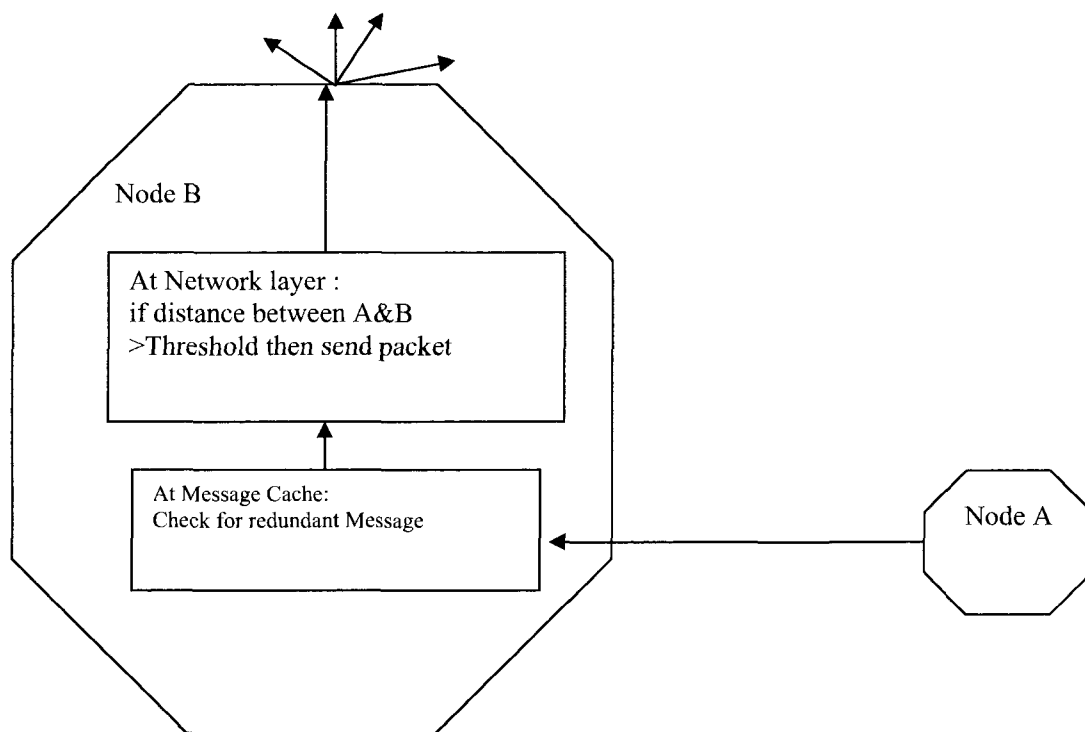 Node B
At Network layer :
if distance between A&B
>Threshold then send packet
At Message Cache:
Check for redundant Message
Node A